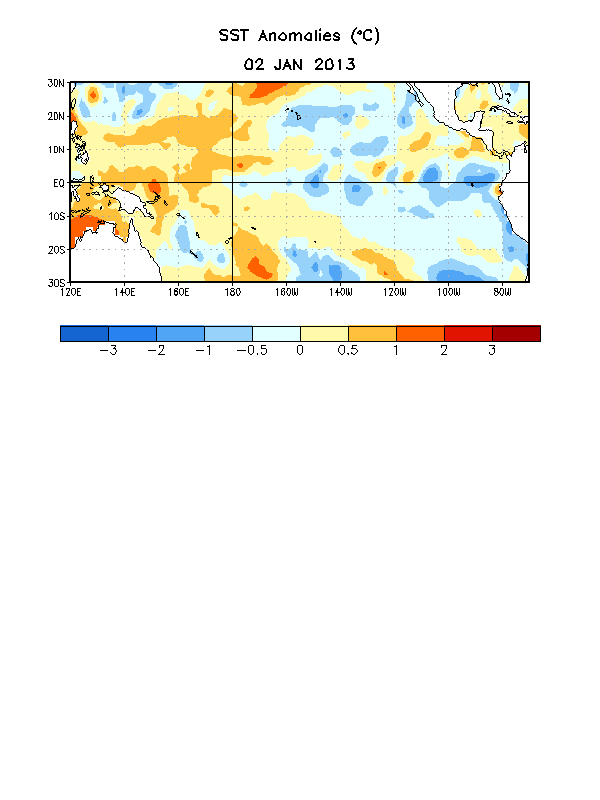 SST Anomalies (°C)
02 JAN 2013
30N
20N
10N
EQ
10S
20S
30S
120E 140E 160E 180 160W 140W 120W 100W 80W
−3 −2 −1 −0.5 0 0.5 1 2 3